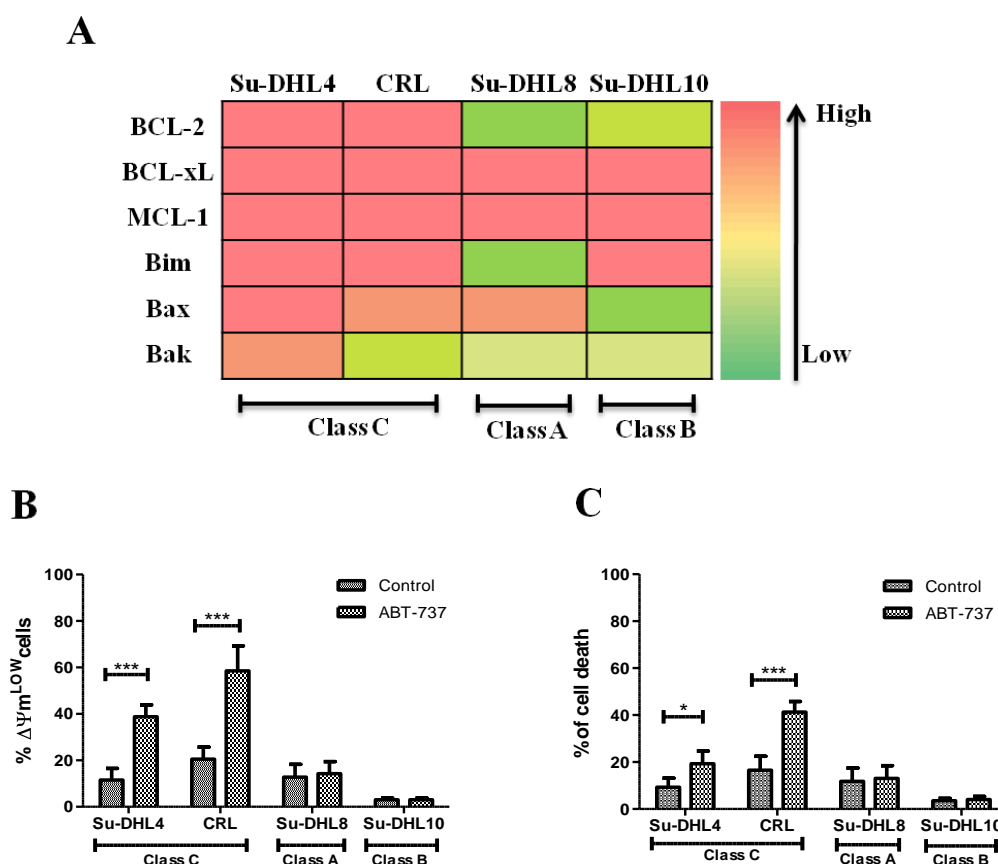 A
Su-DHL4 CRL Su-DHL8 Su-DHL10
High
BCL-2
BCL-xL
MCL-1
Bim
Bax
Bak
Low
Class C
Class A
Class B
B
100
80
60
40
20
0
% ΔΨm^LOW cells
Control
ABT-737
***
***
Su-DHL4 CRL Su-DHL8 Su-DHL10
Class C Class A Class B
C
100
80
60
40
20
0
% of cell death
Control
ABT-737
*
***
Su-DHL4 CRL Su-DHL8 Su-DHL10
Class C Class A Class B